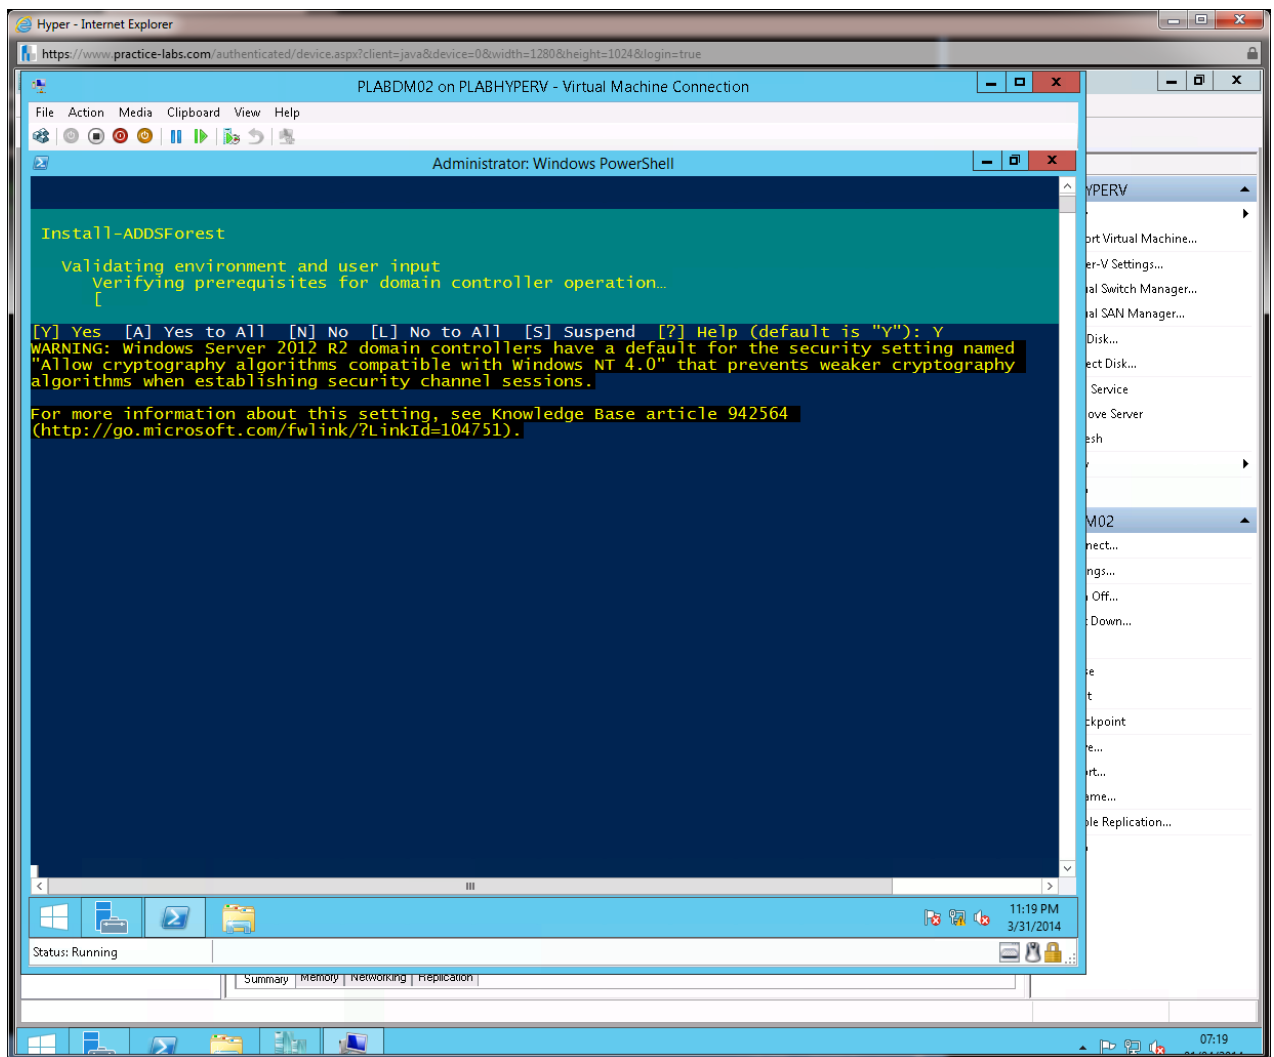 Hyper - Internet Explorer
https://www.practice-labs.com/authenticated/device.aspx?client=java&device=0&width=1280&height=1024&login=true
PLABDM02 on PLABHYPERV - Virtual Machine Connection
File Action Media Clipboard View Help
Administrator: Windows PowerShell
Install-ADDSForest
Validating environment and user input
Verifying prerequisites for domain controller operation…
[
[Y] Yes [A] Yes to All [N] No [L] No to All [S] Suspend [?] Help (default is "Y"): Y
WARNING: Windows Server 2012 R2 domain controllers have a default for the security setting named
"Allow cryptography algorithms compatible with Windows NT 4.0" that prevents weaker cryptography
algorithms when establishing security channel sessions.
For more information about this setting, see Knowledge Base article 942564
(http://go.microsoft.com/fwlink/?LinkId=104751).
11:19 PM
3/31/2014
Status: Running
YPERV
ort Virtual Machine...
er-V Settings...
al Switch Manager...
al SAN Manager...
Disk...
ect Disk...
Service
ove Server
esh
M02
nect...
ngs...
Off...
Down...
se
t
ckpoint
e...
rt...
ame...
ble Replication...
Summary Memory Networking Replication
07:19